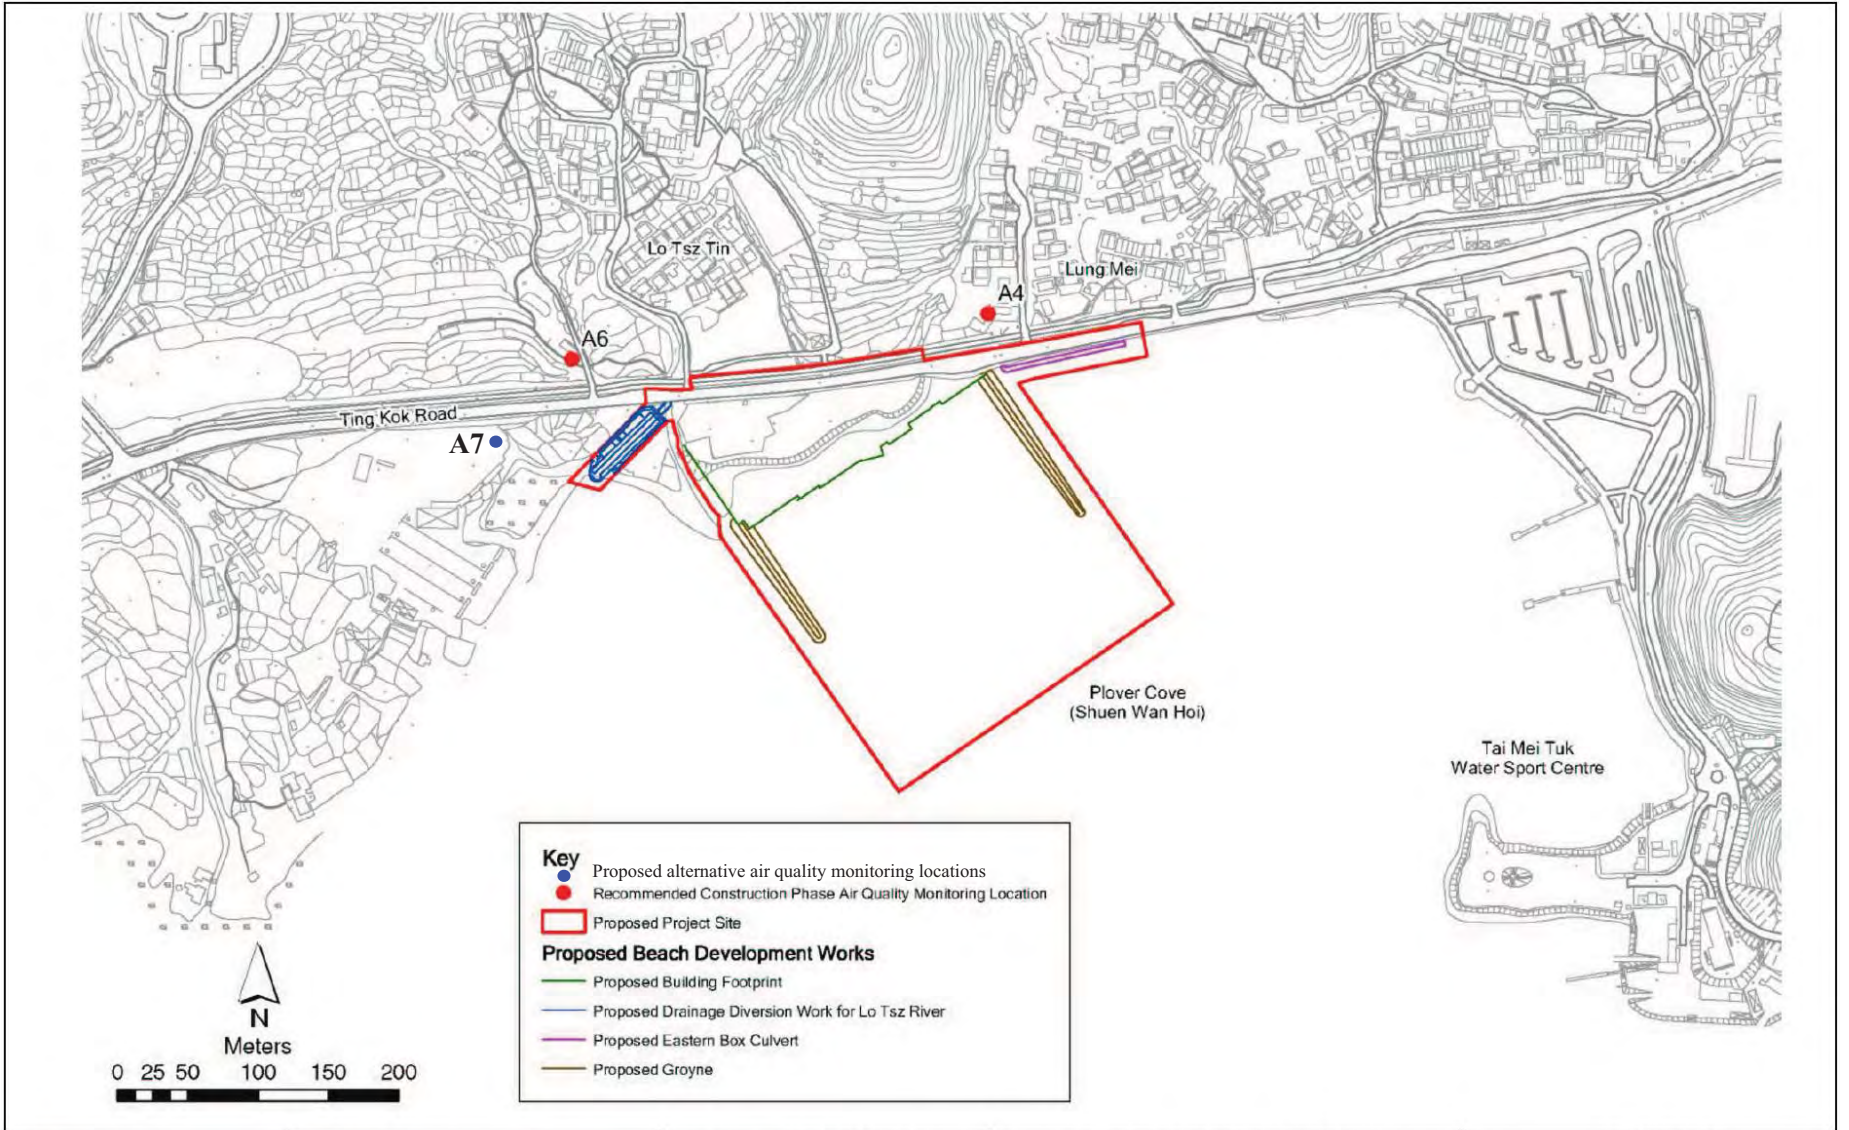 Lo Tsz Tin
Lung Mei
A4
A6
Ting Kok Road
A7
Plover Cove
(Shuen Wan Hoi)
Tai Mei Tuk
Water Sport Centre
Key
Proposed alternative air quality monitoring locations
Recommended Construction Phase Air Quality Monitoring Location
Proposed Project Site
Proposed Beach Development Works
Proposed Building Footprint
Proposed Drainage Diversion Work for Lo Tsz River
Proposed Eastern Box Culvert
Proposed Groyne
N
Meters
0 25 50 100 150 200